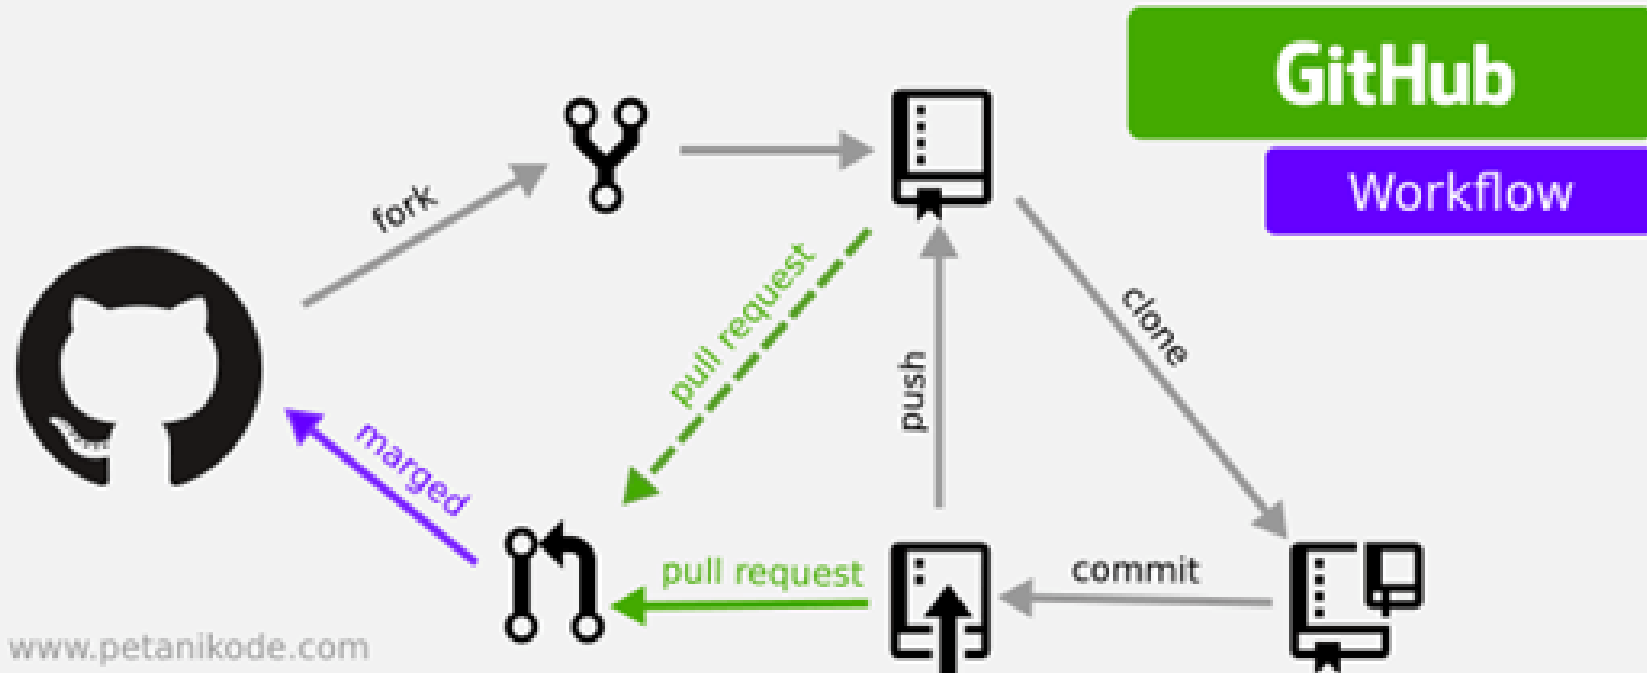 GitHub
Workflow
fork
pull request
clone
push
marged
pull request
commit
www.petanikode.com